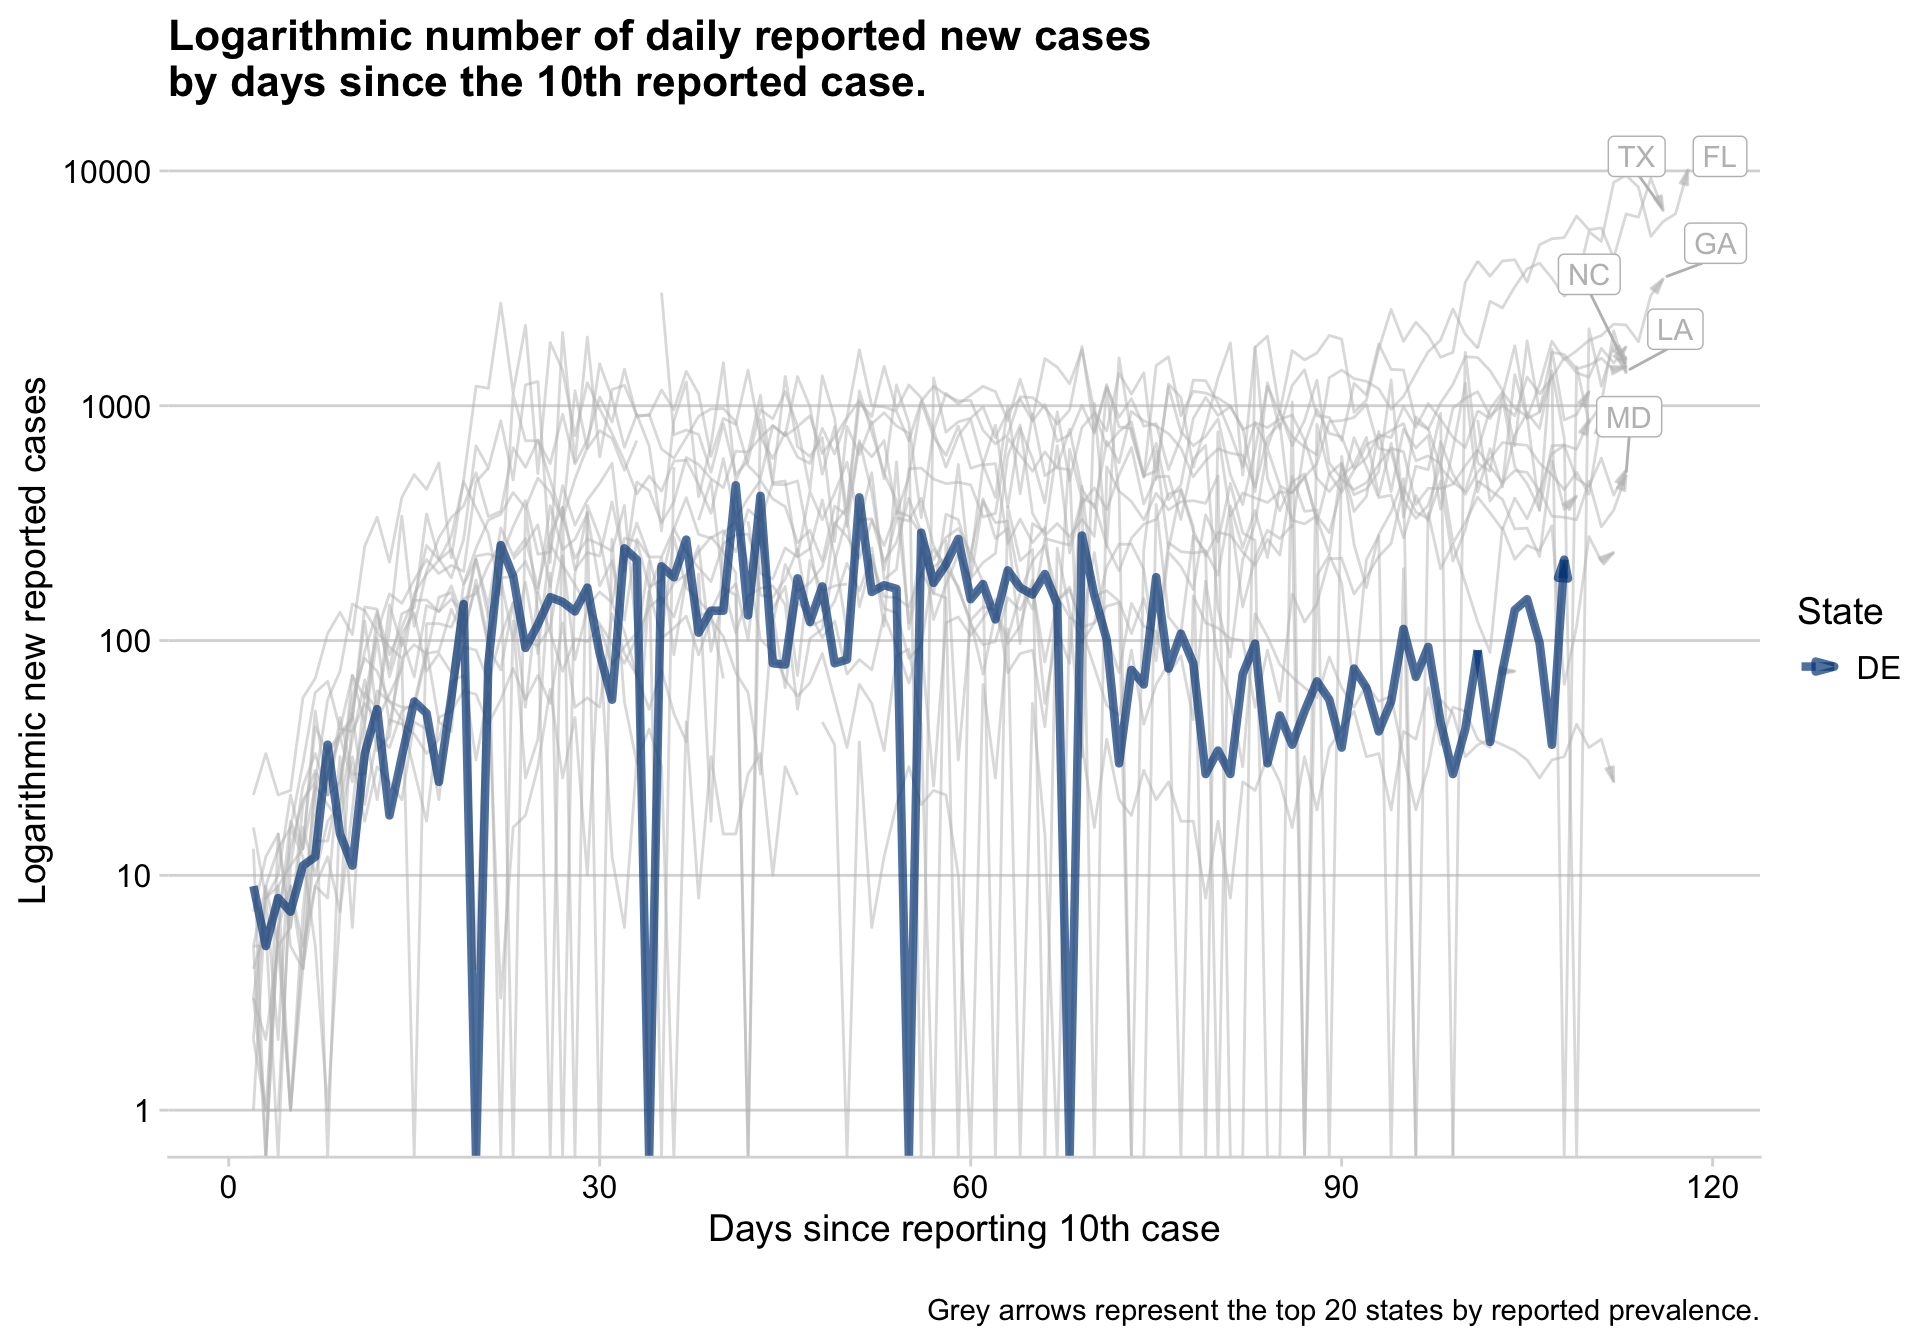 Logarithmic number of daily reported new cases
by days since the 10th reported case.
Logarithmic new reported cases
10000
1000
100
10
1
TX
FL
GA
NC
LA
MD
State
DE
0
30
60
90
120
Days since reporting 10th case
Grey arrows represent the top 20 states by reported prevalence.